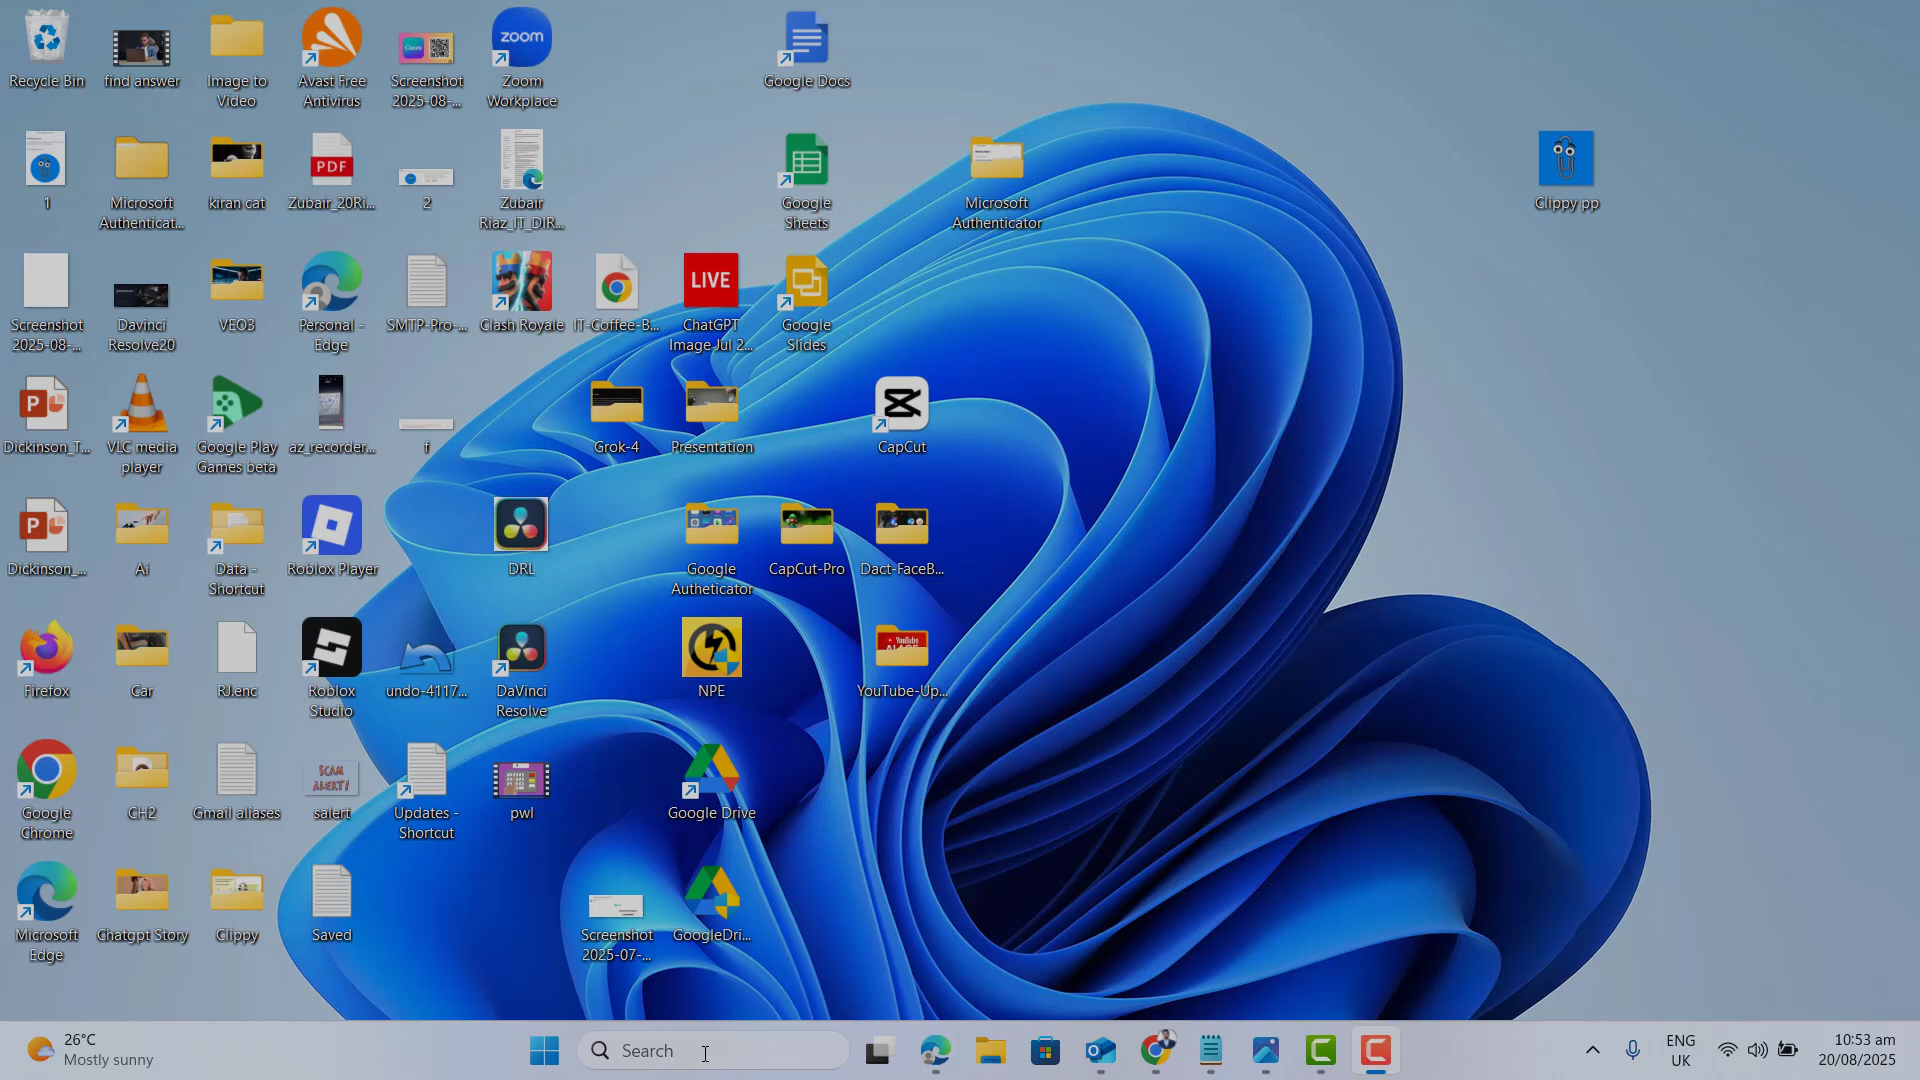 Recycle Bin
find answer
Image to
Video
Avast Free
Antivirus
Screenshot
2025-08-...
zoom
Zoom
Workplace
Google Docs
1
Microsoft
Authenticat...
kiran cat
PDF
Zubair_20Ri...
2
Zubair
Riaz_IT_DIR...
Google
Sheets
Microsoft
Authenticator
Clippy pp
Screenshot
2025-08-...
Davinci
Resolve20
VEO3
Personal -
Edge
SMTP-Pro-...
Clash Royale
IT-Coffee-B...
LIVE
ChatGPT
Image Jul 2...
Google
Slides
Dickinson_T...
VLC media
player
Google Play
Games beta
az_recorder...
f
Grok-4
Presentation
CapCut
Dickinson_...
Ai
Data -
Shortcut
Roblox Player
DRL
Google
Autheticator
CapCut-Pro
Dact-FaceB...
Firefox
Car
RJ.enc
Roblox
Studio
undo-4117...
DaVinci
Resolve
NPE
YouTube
YouTube-Up...
Google
Chrome
CH2
Gmail aliases
SCAM
ALERT!
salert
Updates -
Shortcut
pwl
Google Drive
Microsoft
Edge
Chatgpt Story
Clippy
Saved
Screenshot
2025-07-...
GoogleDri...
26°C
Mostly sunny
Search
ENG
UK
10:53 am
20/08/2025